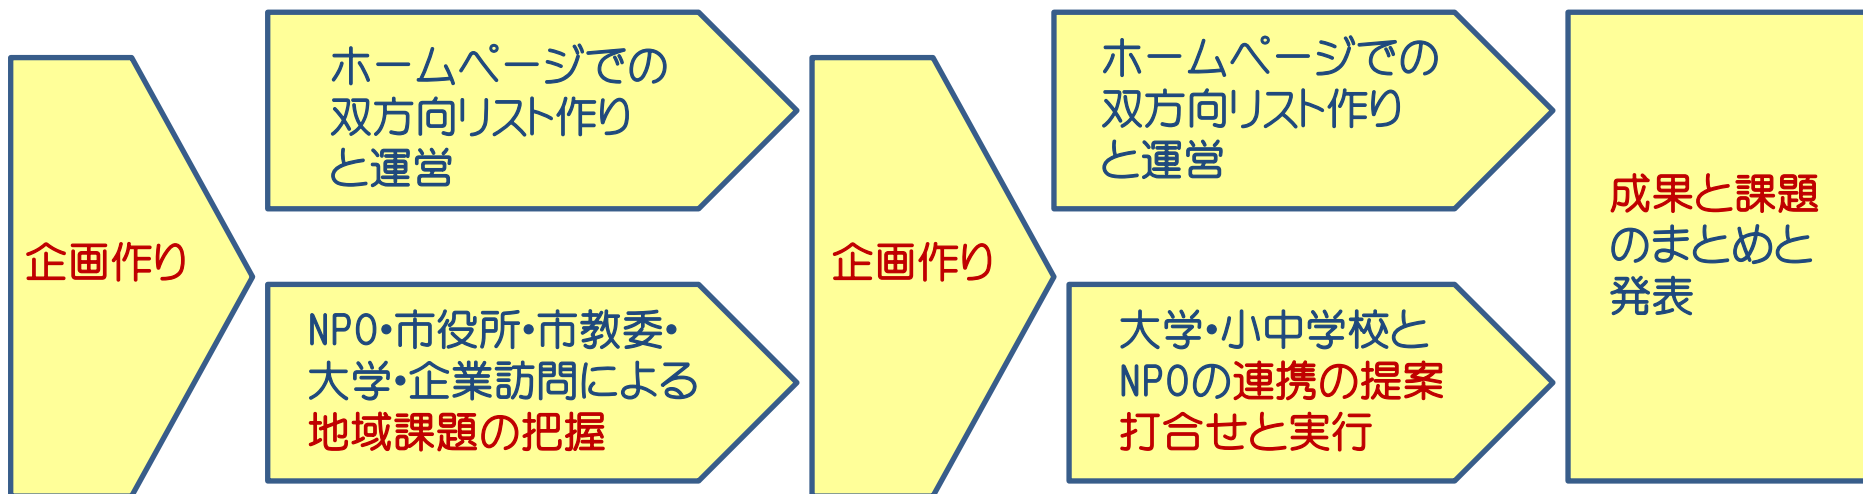 企画作り
ホームページでの
双方向リスト作り
と運営
NPO・市役所・市教委・
大学・企業訪問による
地域課題の把握
企画作り
ホームページでの
双方向リスト作り
と運営
大学・小中学校と
NPOの連携の提案
打合せと実行
成果と課題
のまとめと
発表